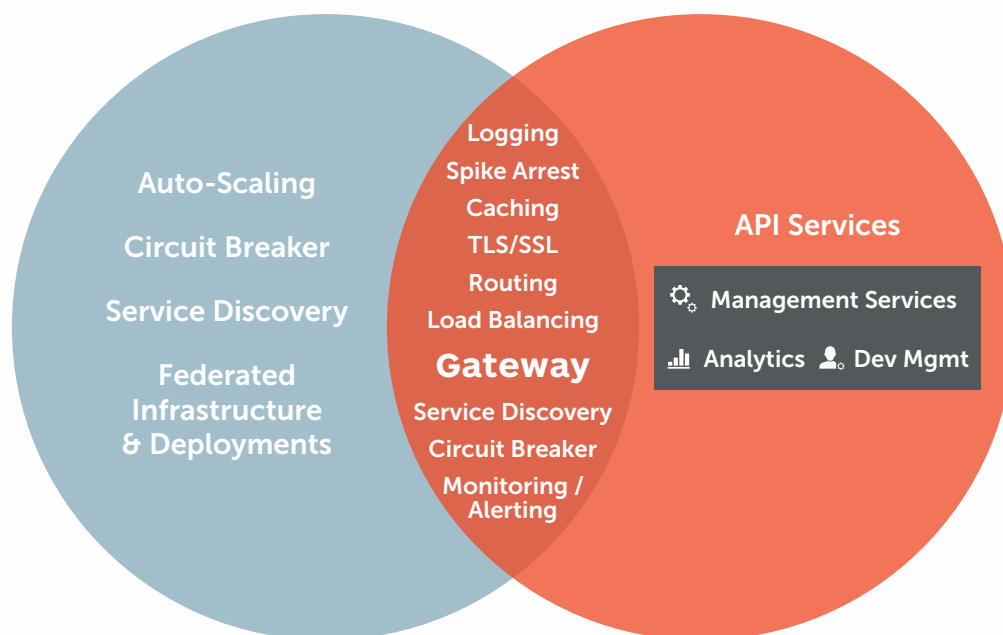 Auto-Scaling
Circuit Breaker
Service Discovery
Federated
Infrastructure
& Deployments
Logging
Spike Arrest
Caching
TLS/SSL
Routing
Load Balancing
Gateway
Service Discovery
Circuit Breaker
Monitoring /
Alerting
API Services
Management Services
Analytics Dev Mgmt